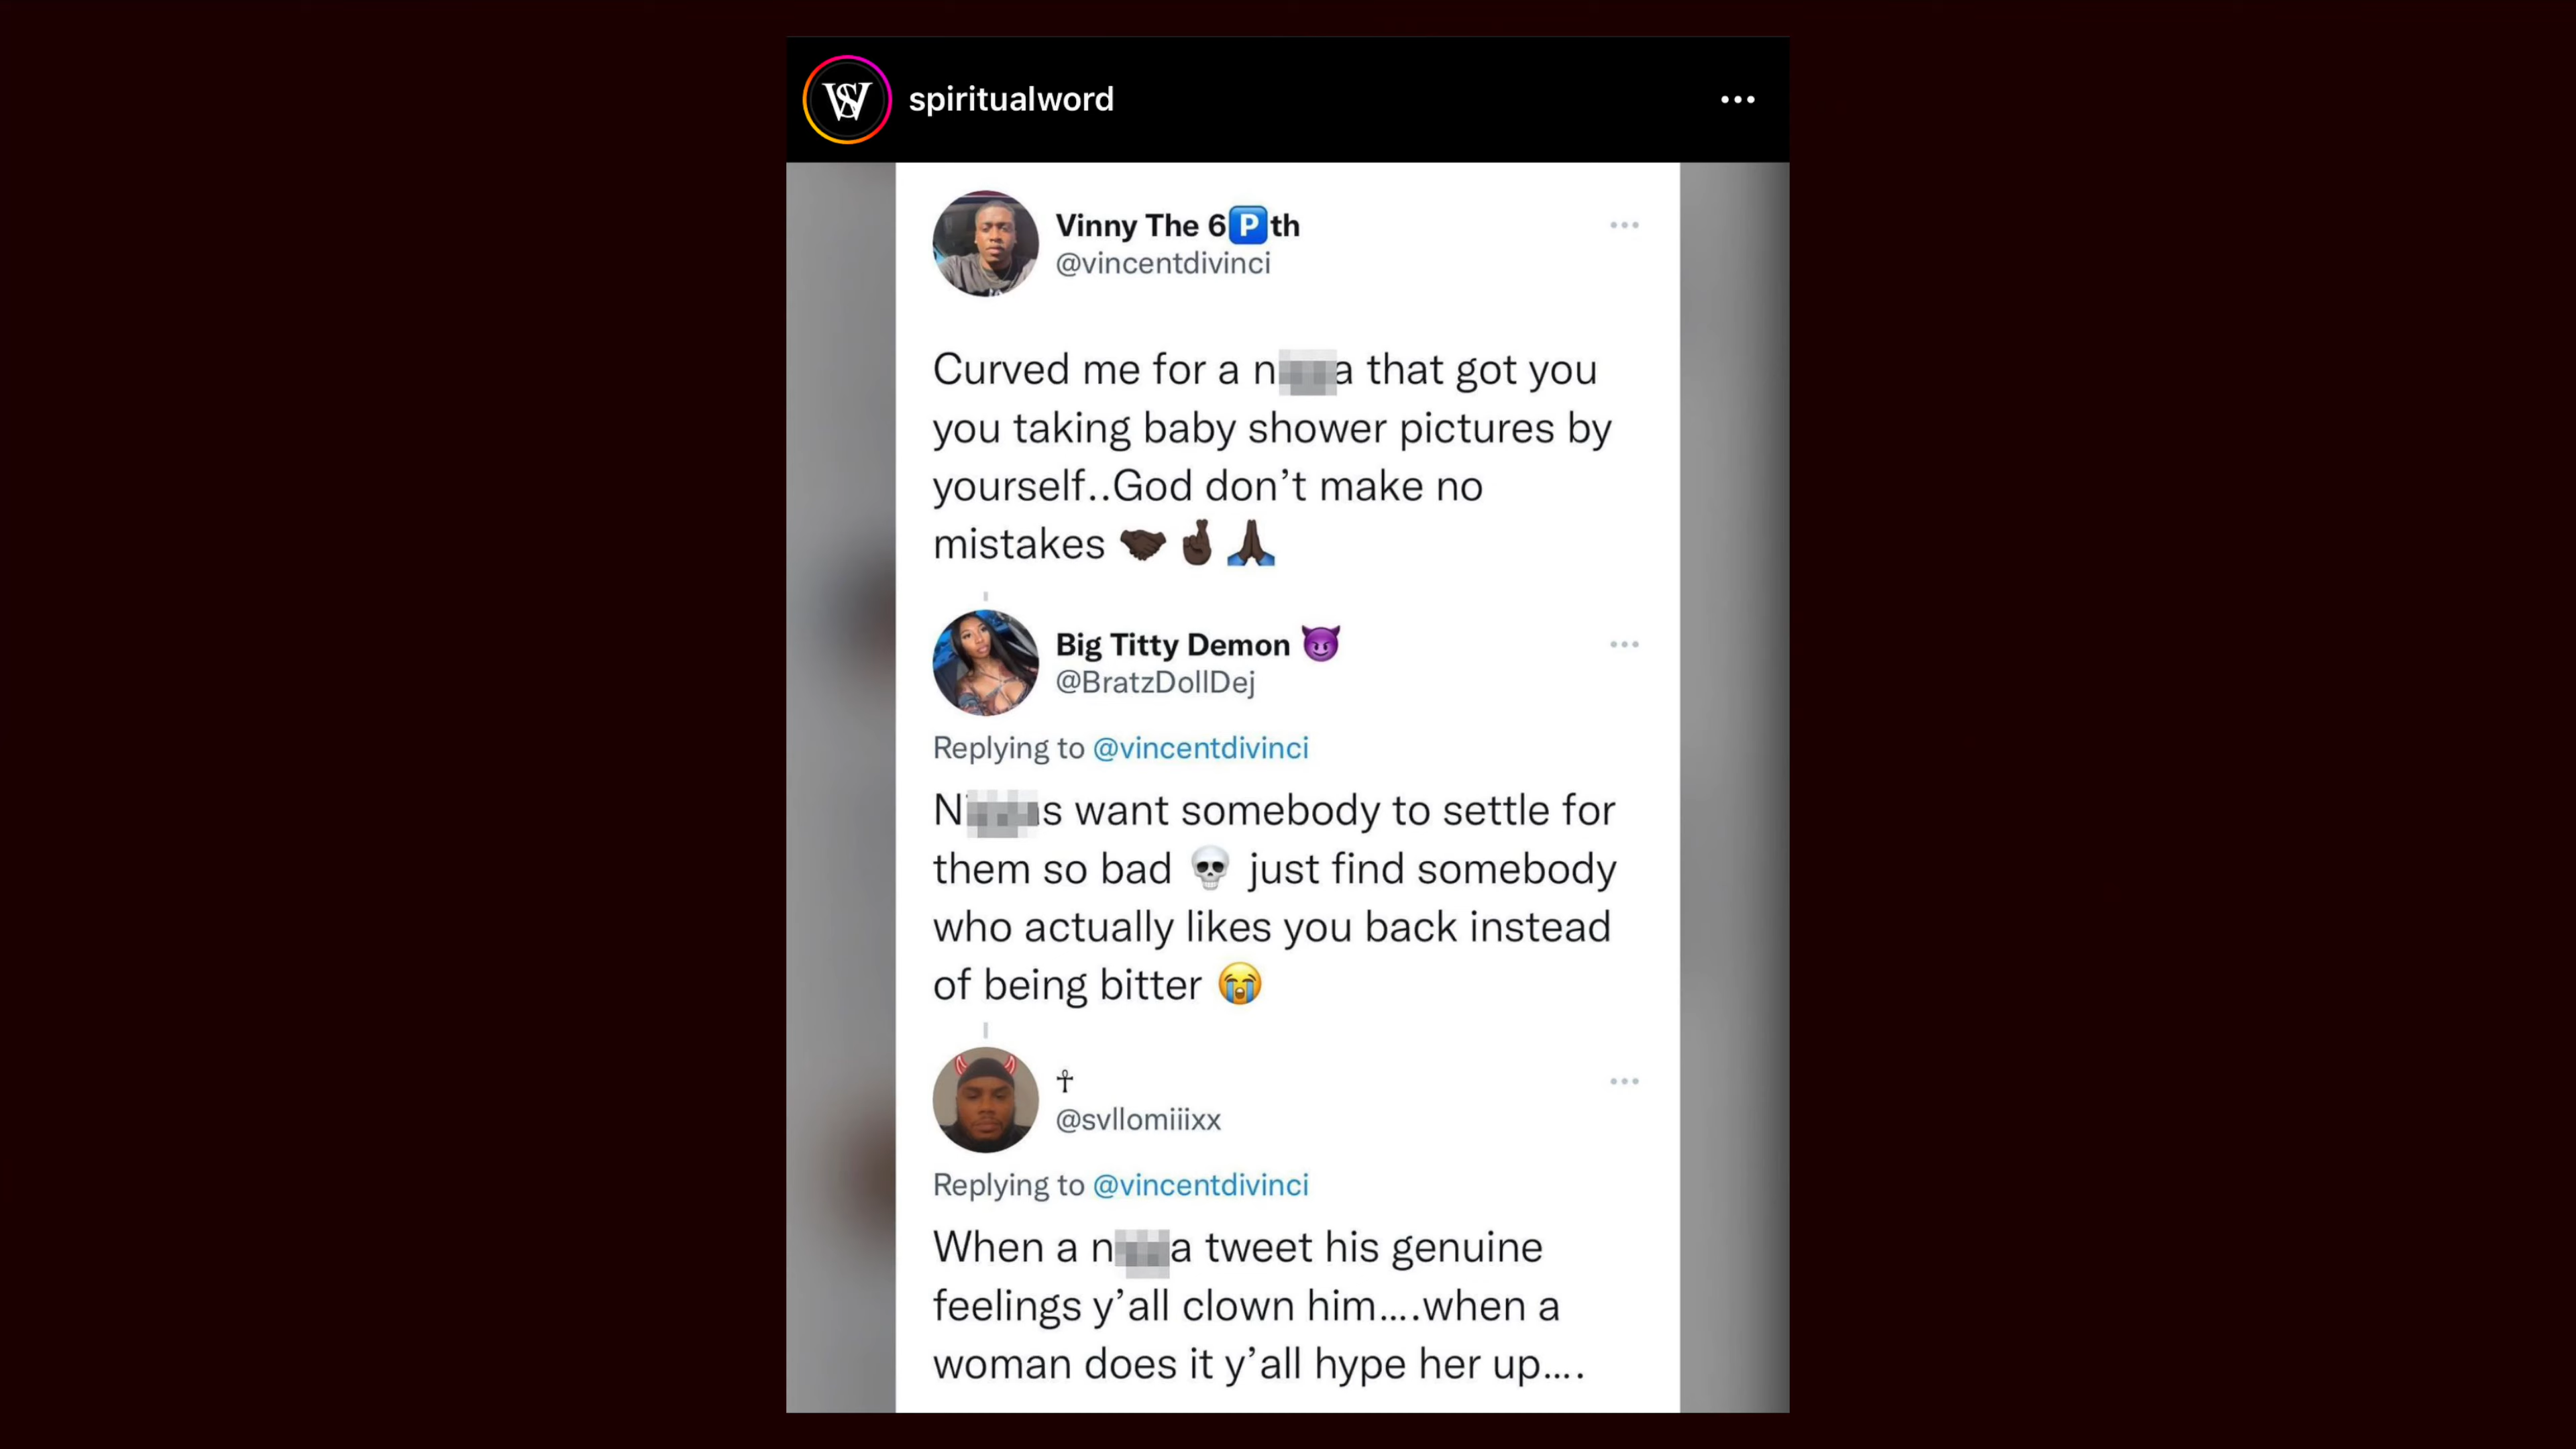 spiritualword
Vinny The 6🅿️th
@vincentdivinci
Curved me for a n a that got you
you taking baby shower pictures by
yourself..God don’t make no
mistakes 🤝🏿🤞🏿🙏🏿
Big Titty Demon 😈
@BratzDollDej
Replying to @vincentdivinci
N s want somebody to settle for
them so bad 💀 just find somebody
who actually likes you back instead
of being bitter 😭
☥
@svllomiiixx
Replying to @vincentdivinci
When a n a tweet his genuine
feelings y’all clown him....when a
woman does it y’all hype her up....